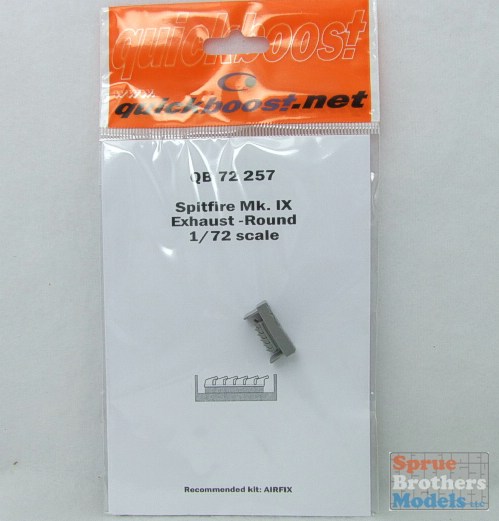 quickboost
quickboost.net
QB 72 257
Spitfire Mk. IX
Exhaust -Round
1/72 scale
Recommended kit: AIRFIX
Sprue
Brothers
Models LLC